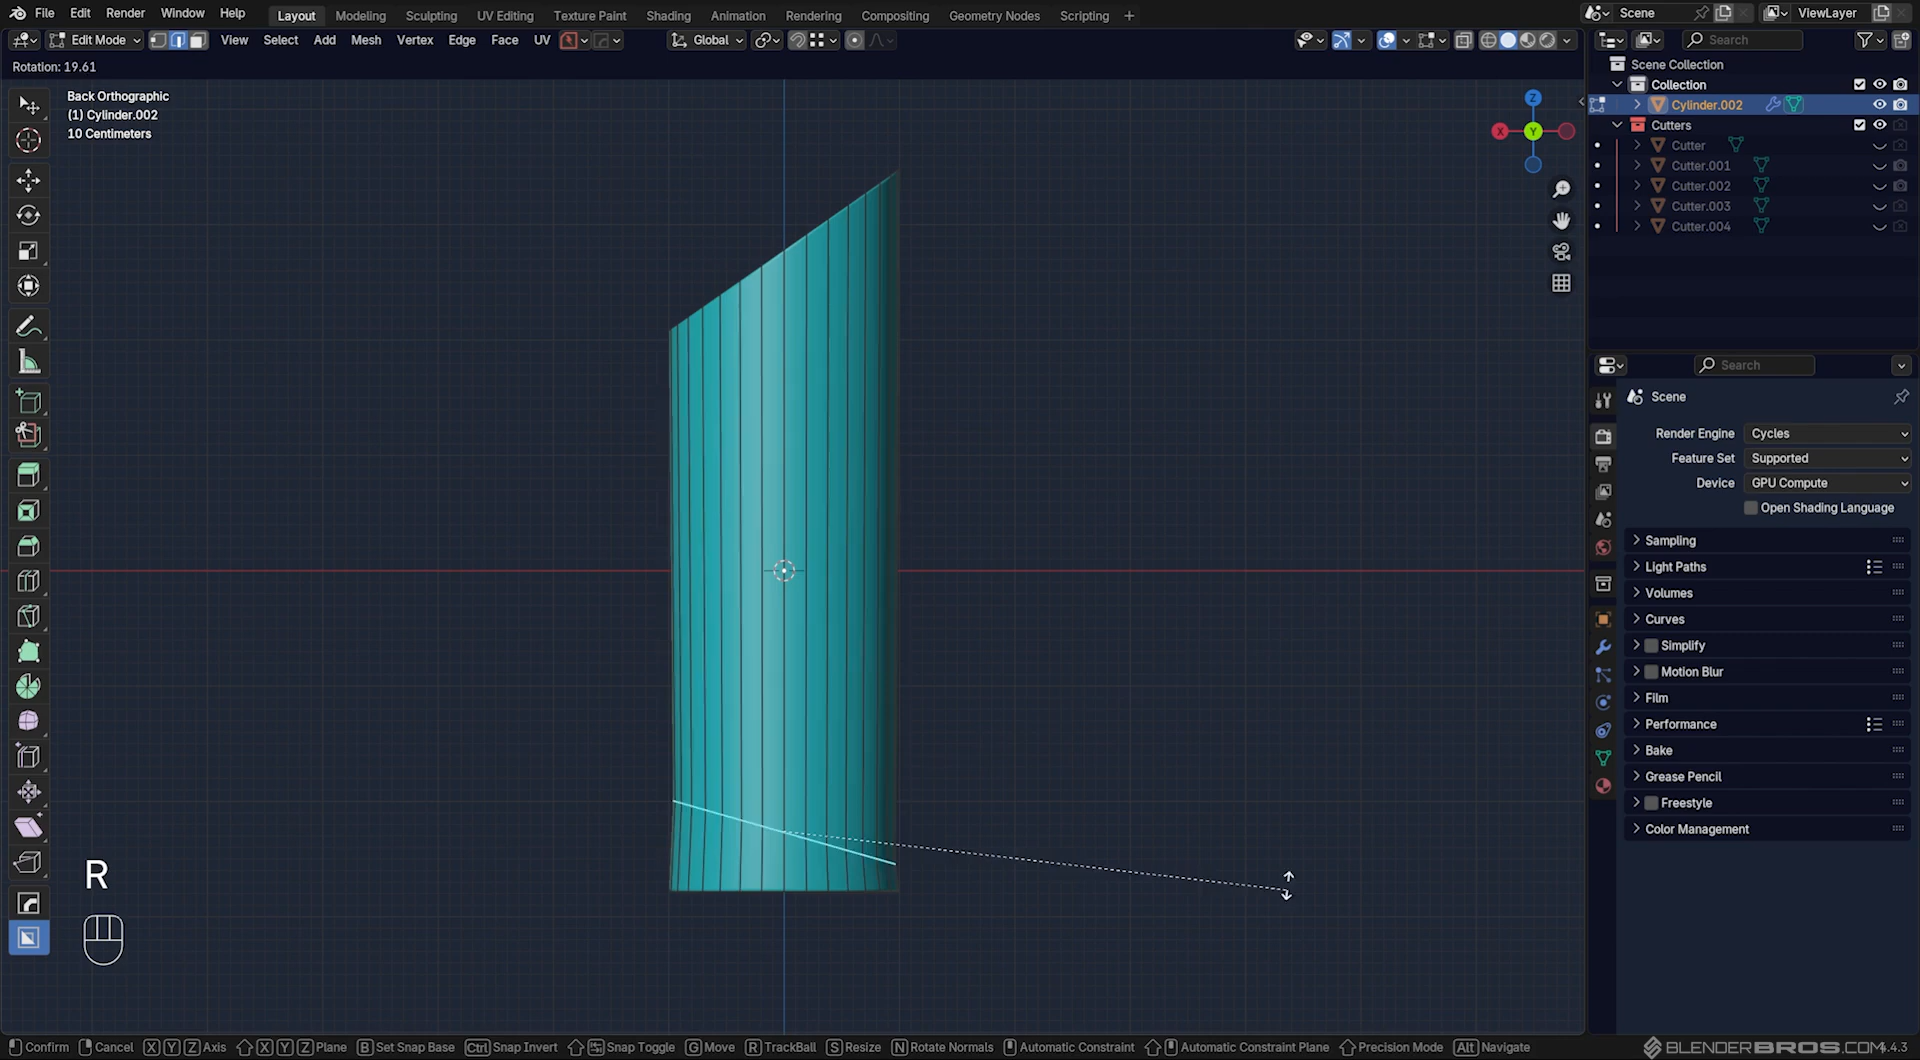 File Edit Render Window Help Layout Modeling Sculpting UV Editing Texture Paint Shading Animation Rendering Compositing Geometry Nodes Scripting + Scene ViewLayer
Edit Mode View Select Add Mesh Vertex Edge Face UV Global Search
Rotation: 19.61
Back Orthographic
(1) Cylinder.002
10 Centimeters
Z
X
Y
Scene Collection
Collection
Cylinder.002
Cutters
Cutter
Cutter.001
Cutter.002
Cutter.003
Cutter.004
Search
Scene
Render Engine Cycles
Feature Set Supported
Device GPU Compute
Open Shading Language
Sampling
Light Paths
Volumes
Curves
Simplify
Motion Blur
Film
Performance
Bake
Grease Pencil
Freestyle
Color Management
R
Confirm Cancel X Y Z Axis X Y Z Plane B Set Snap Base Ctrl Snap Invert Snap Toggle G Move R TrackBall S Resize N Rotate Normals Automatic Constraint Automatic Constraint Plane Precision Mode Alt Navigate
BLENDERBROS.COM 4.4.3